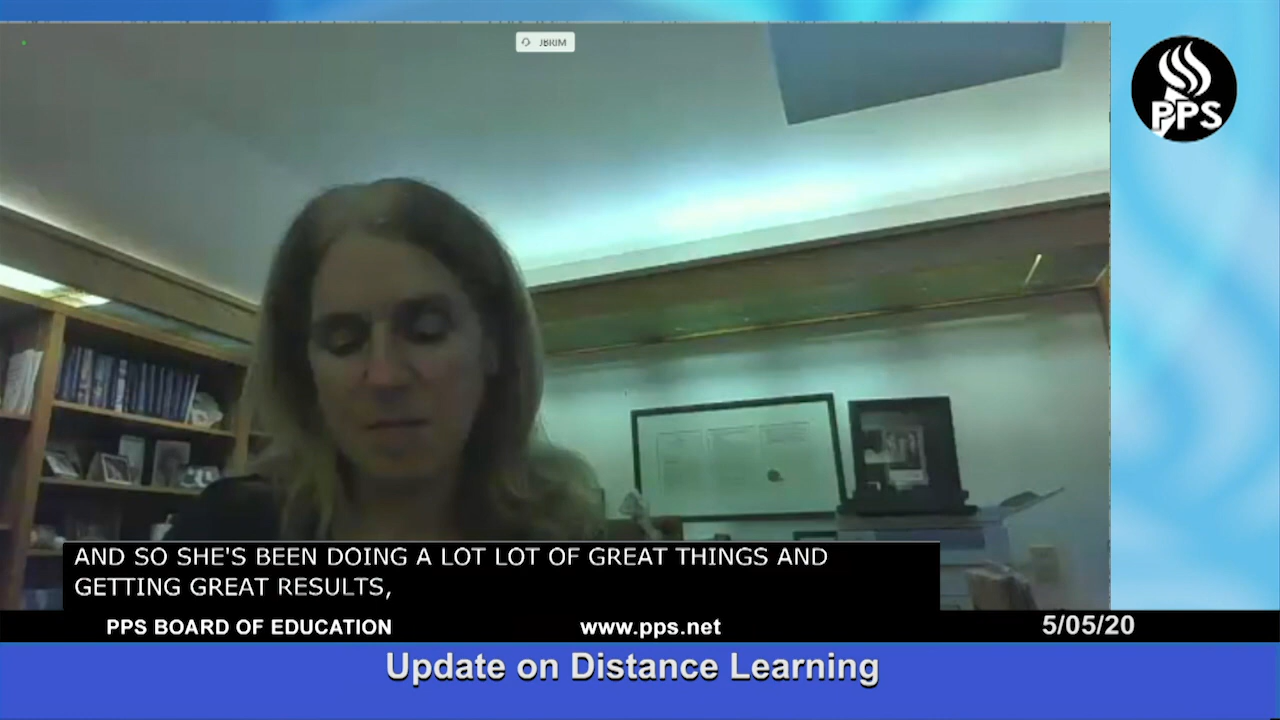 JBRIM
PPS
AND SO SHE'S BEEN DOING A LOT LOT OF GREAT THINGS AND
GETTING GREAT RESULTS,
PPS BOARD OF EDUCATION www.pps.net 5/05/20
Update on Distance Learning